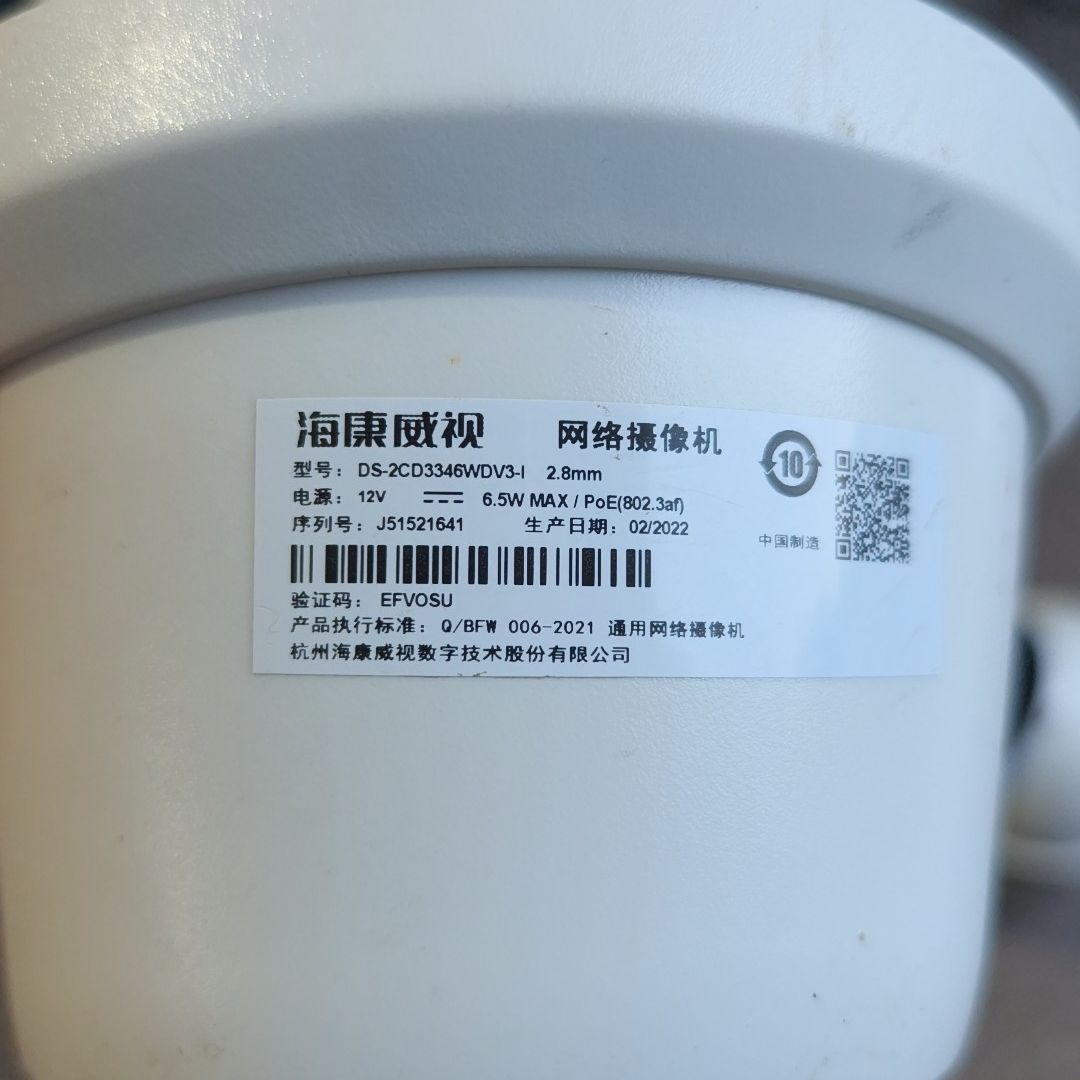 海康威视 网络摄像机
型号: DS-2CD3346WDV3-I 2.8mm
电源: 12V 6.5W MAX / PoE(802.3af)
序列号: J51521641 生产日期: 02/2022
10
中国制造
验证码: EFVOSU
产品执行标准: Q/BFW 006-2021 通用网络摄像机
杭州海康威视数字技术股份有限公司